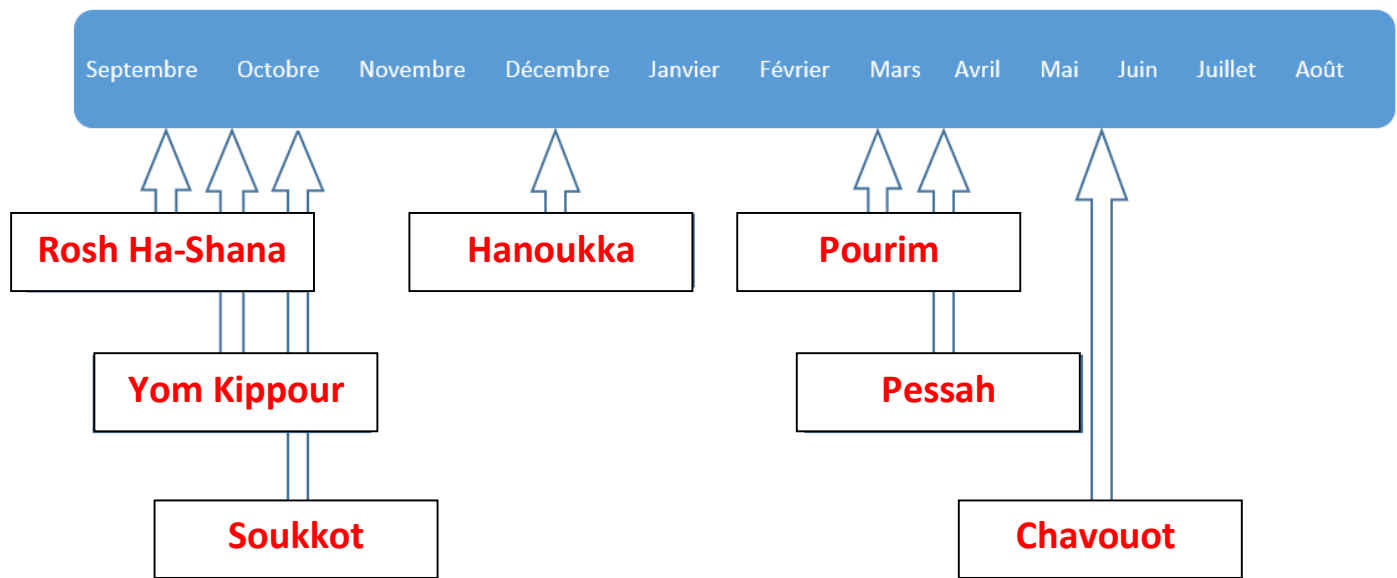 Septembre Octobre Novembre Décembre Janvier Février Mars Avril Mai Juin Juillet Août
Rosh Ha-Shana Hanoukka Pourim
Yom Kippour Pessah
Soukkot Chavouot